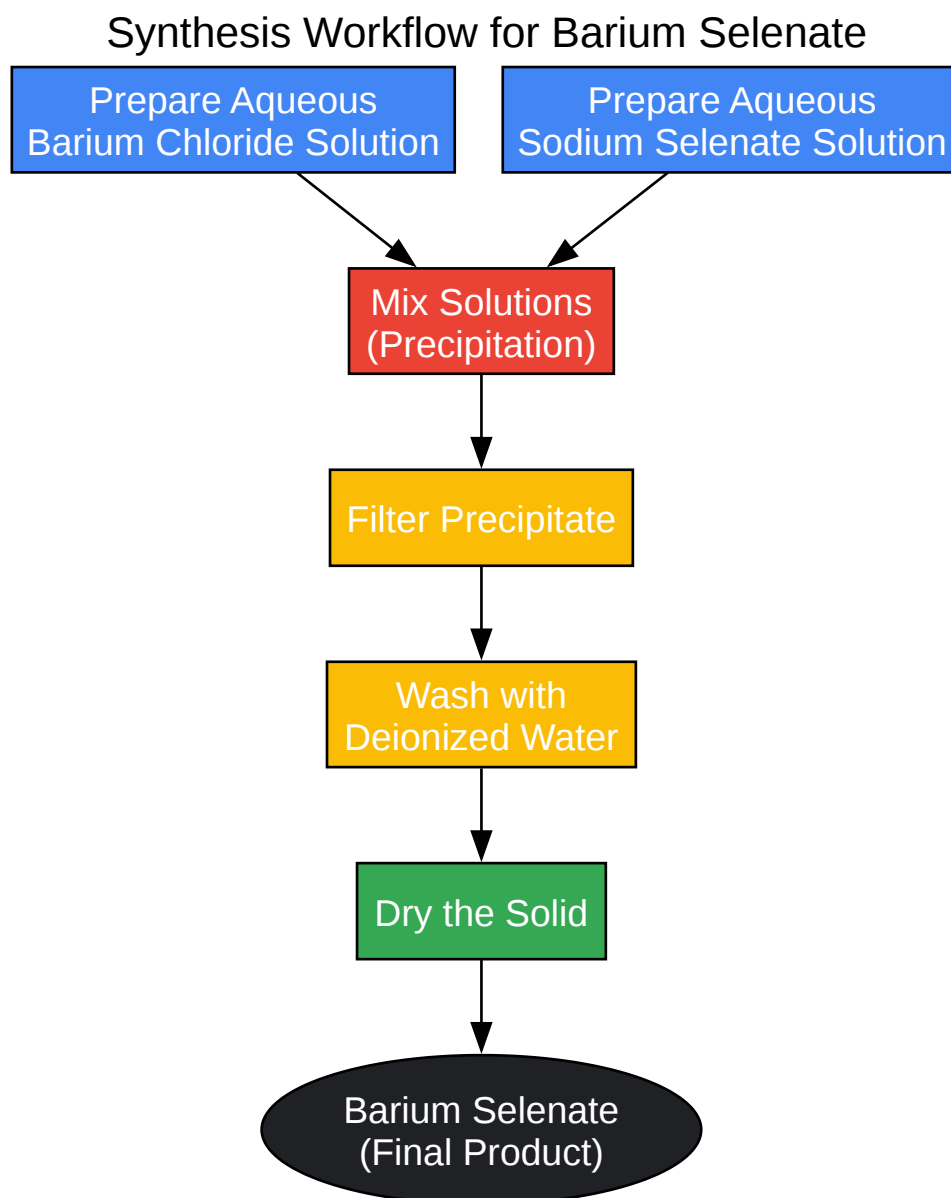 Synthesis Workflow for Barium Selenate
Prepare Aqueous
Barium Chloride Solution
Prepare Aqueous
Sodium Selenate Solution
Mix Solutions
(Precipitation)
Filter Precipitate
Wash with
Deionized Water
Dry the Solid
Barium Selenate
(Final Product)